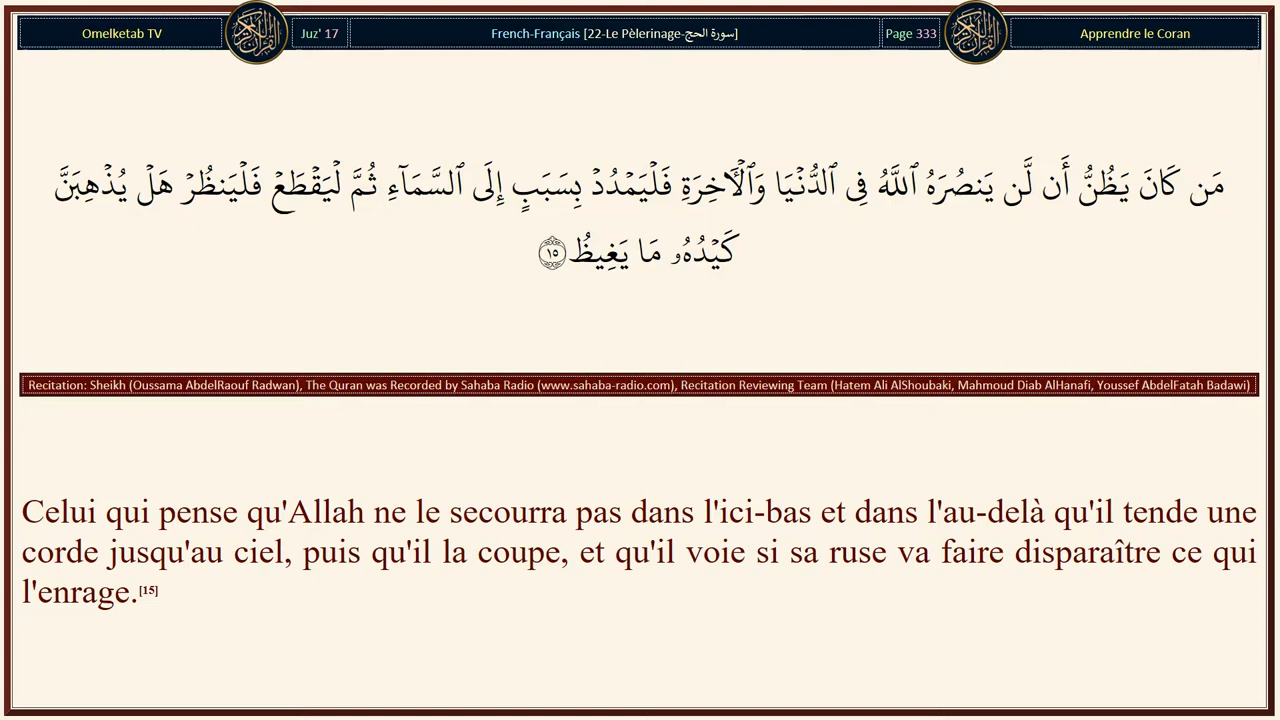 Omelketab TV
Juz' 17
French-Français [22-Le Pèlerinage-سورة الحج]
Page 333
Apprendre le Coran
مَن كَانَ يَظُنُّ أَن لَّن يَنصُرَهُ ٱللَّهُ فِى ٱلدُّنْيَا وَٱلْأَخِرَةِ فَلْيَمْدُدْ بِسَبَبٍ إِلَى ٱلسَّمَآءِ ثُمَّ لْيَقْطَعْ فَلْيَنظُرْ هَلْ يُذْهِبَنَّ
كَيْدُهُۥ مَا يَغِيظُ ١٥
Recitation: Sheikh (Oussama AbdelRaouf Radwan), The Quran was Recorded by Sahaba Radio (www.sahaba-radio.com), Recitation Reviewing Team (Hatem Ali AlShoubaki, Mahmoud Diab AlHanafi, Youssef AbdelFatah Badawi)
Celui qui pense qu'Allah ne le secourra pas dans l'ici-bas et dans l'au-delà qu'il tende une
corde jusqu'au ciel, puis qu'il la coupe, et qu'il voie si sa ruse va faire disparaître ce qui
l'enrage.[15]